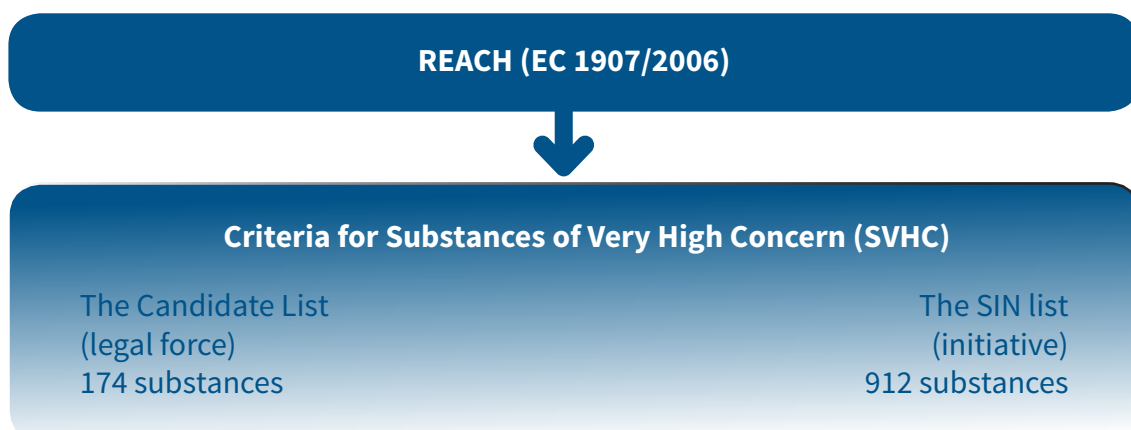 REACH (EC 1907/2006)
Criteria for Substances of Very High Concern (SVHC)
The Candidate List
(legal force)
174 substances
The SIN list
(initiative)
912 substances